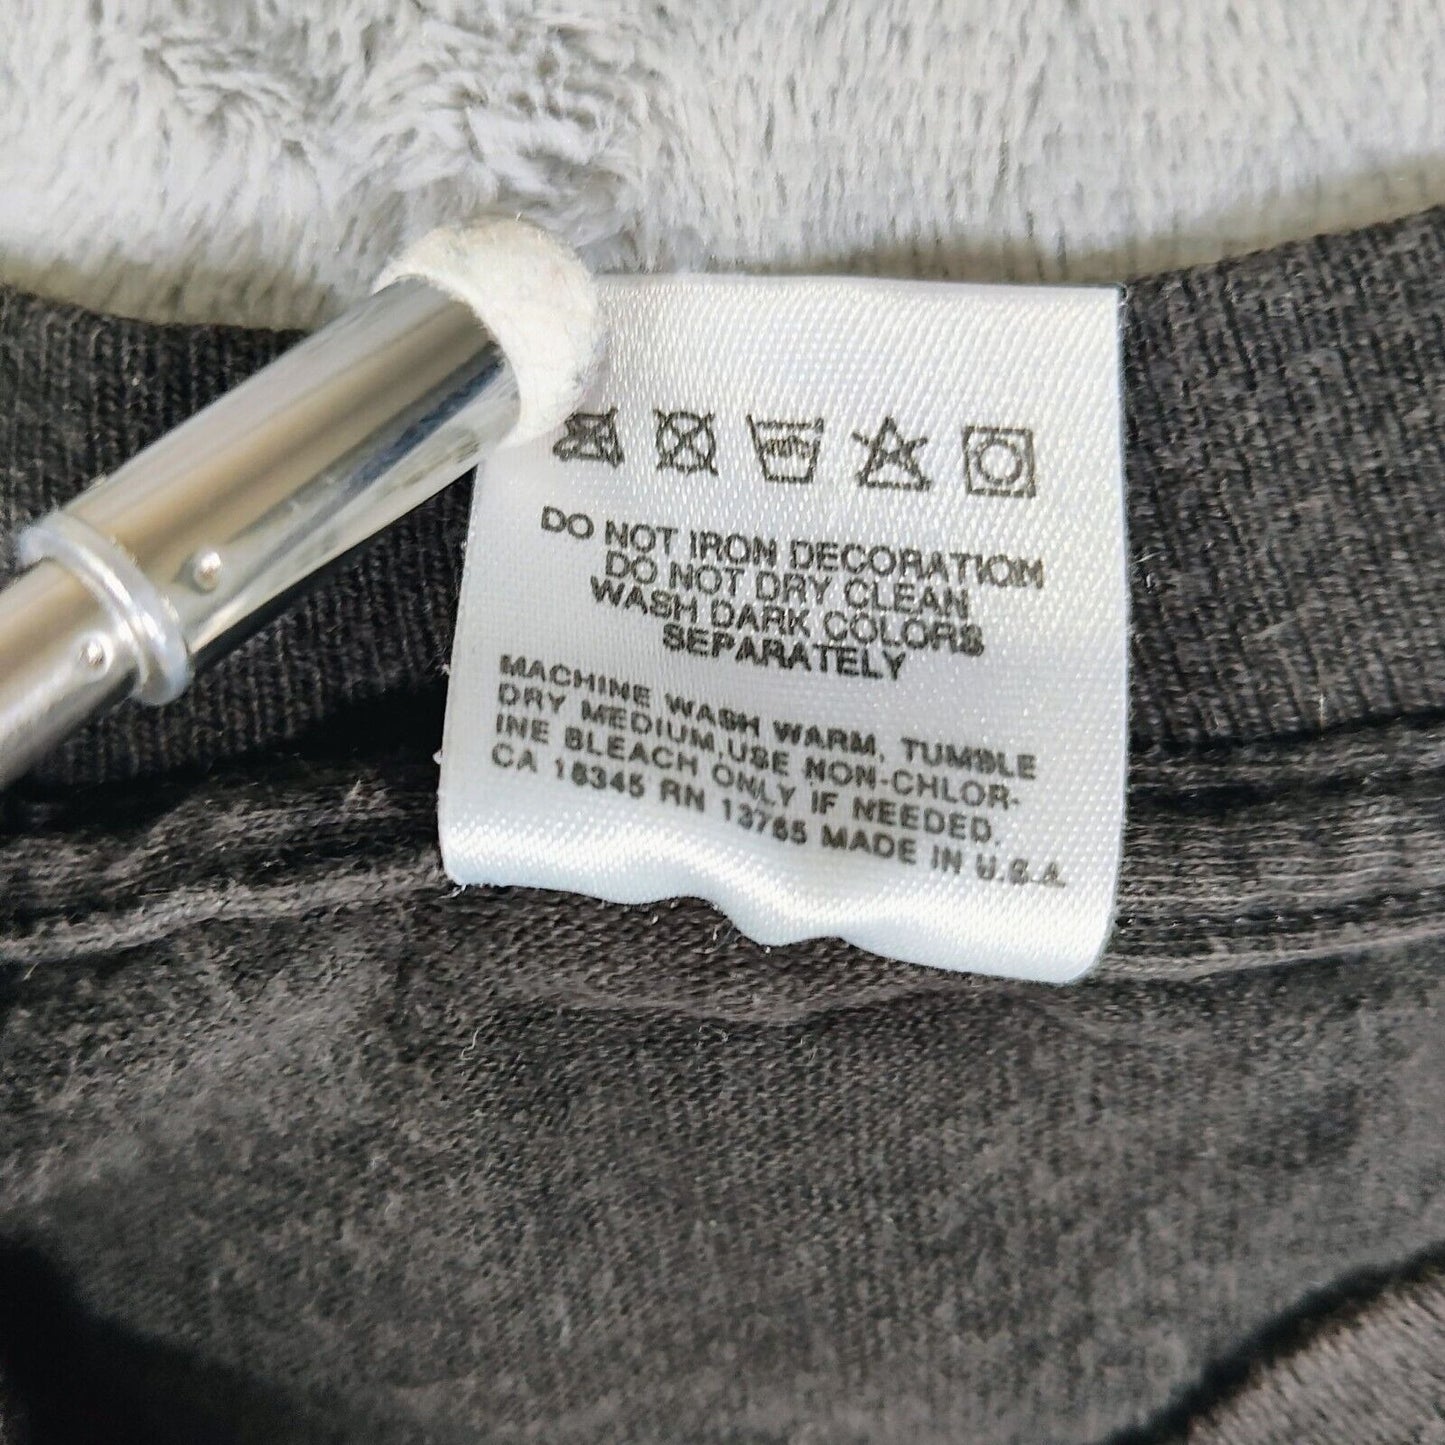 DO NOT IRON DECORATION
DO NOT DRY CLEAN
WASH DARK COLORS
SEPARATELY
MACHINE WASH WARM, TUMBLE
DRY MEDIUM,USE NON-CHLOR-
INE BLEACH ONLY IF NEEDED.
CA 18345 RN 13765 MADE IN U.S.A.